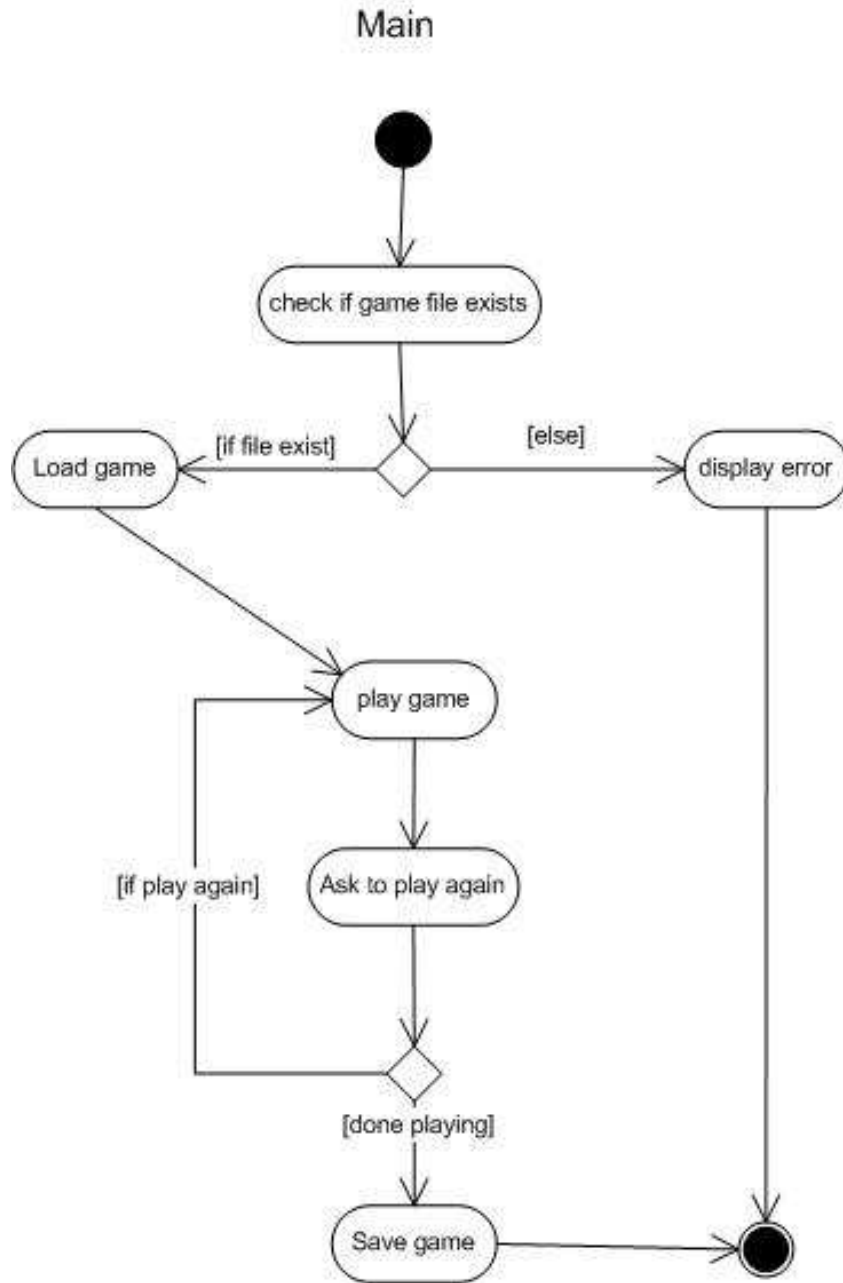 Main
check if game file exists
[if file exist]
[else]
Load game
display error
play game
[if play again]
Ask to play again
[done playing]
Save game